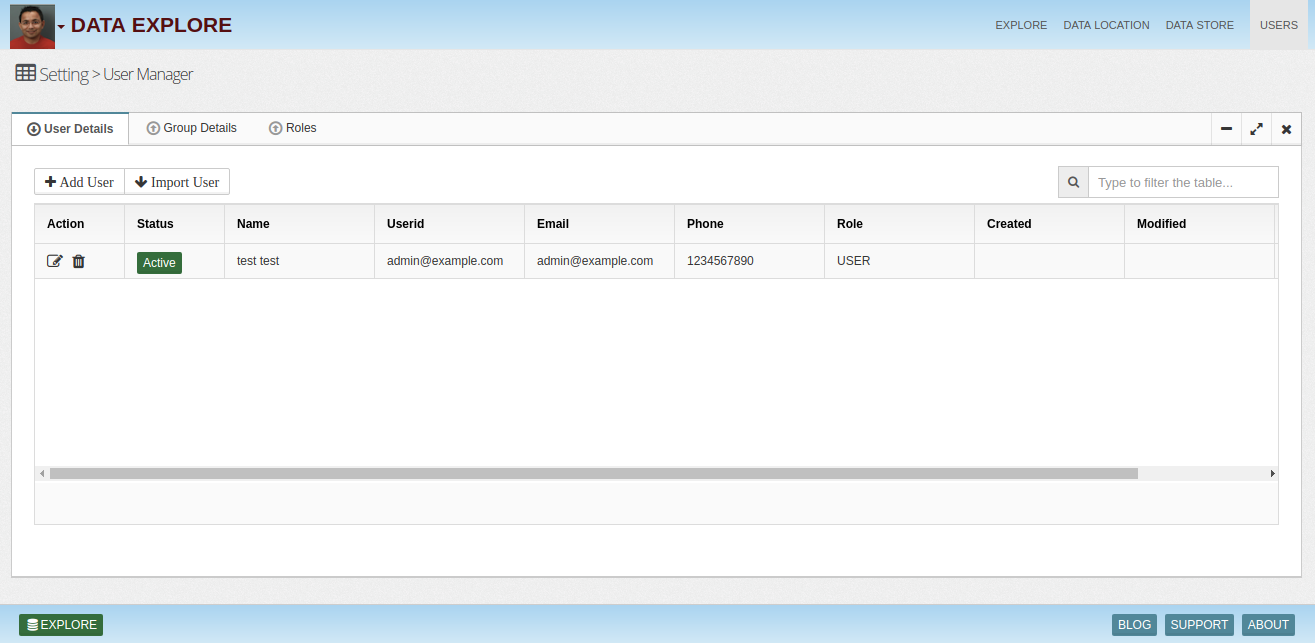 DATA EXPLORE EXPLORE DATA LOCATION DATA STORE USERS
Setting > User Manager
User Details Group Details Roles
Add User Import User Type to filter the table...
Action Status Name Userid Email Phone Role Created Modified
Active test test admin@example.com admin@example.com 1234567890 USER
EXPLORE BLOG SUPPORT ABOUT